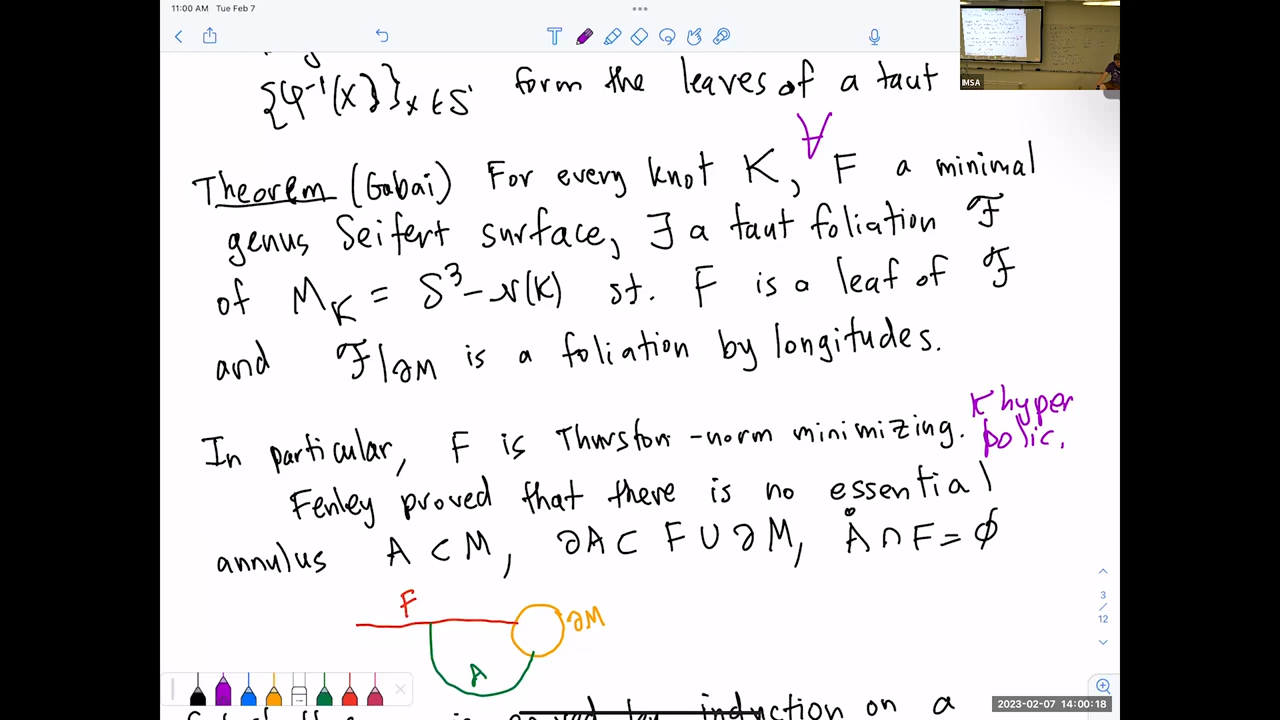 11:00 AM Tue Feb 7
IMSA
{φ⁻¹(x)}ₓ ∈ S¹ form the leaves of a taut
∀
Theorem (Gabai) For every knot K, F a minimal
genus Seifert surface, ∃ a taut foliation ℱ
of M_K = S³ - 𝒩(K) st. F is a leaf of ℱ
and ℱ|∂M is a foliation by longitudes.
In particular, F is Thurston-norm minimizing. K hyper
bolic.
Fenley proved that there is no essential
annulus A ⊂ M, ∂A ⊂ F ∪ ∂M, Å ∩ F = ∅
F
∂M
A
3
/
12
induction on a
2023-02-07 14:00:18